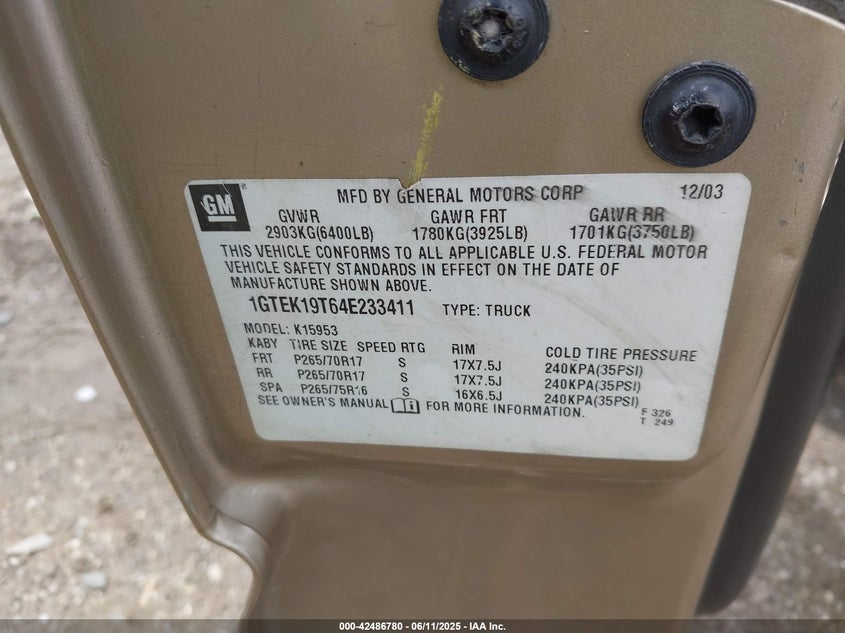 GM
MFD BY GENERAL MOTORS CORP 12/03
GVWR GAWR FRT GAWR RR
2903KG(6400LB) 1780KG(3925LB) 1701KG(3750LB)
THIS VEHICLE CONFORMS TO ALL APPLICABLE U.S. FEDERAL MOTOR
VEHICLE SAFETY STANDARDS IN EFFECT ON THE DATE OF
MANUFACTURE SHOWN ABOVE.
1GTEK19T64E233411 TYPE: TRUCK
MODEL: K15953
KABY TIRE SIZE SPEED RTG RIM COLD TIRE PRESSURE
FRT P265/70R17 S 17X7.5J 240KPA(35PSI)
RR P265/70R17 S 17X7.5J 240KPA(35PSI)
SPA P265/75R16 S 16X6.5J 240KPA(35PSI)
SEE OWNER'S MANUAL FOR MORE INFORMATION.
F 326
T 249
000-42486780 - 06/11/2025 - IAA Inc.